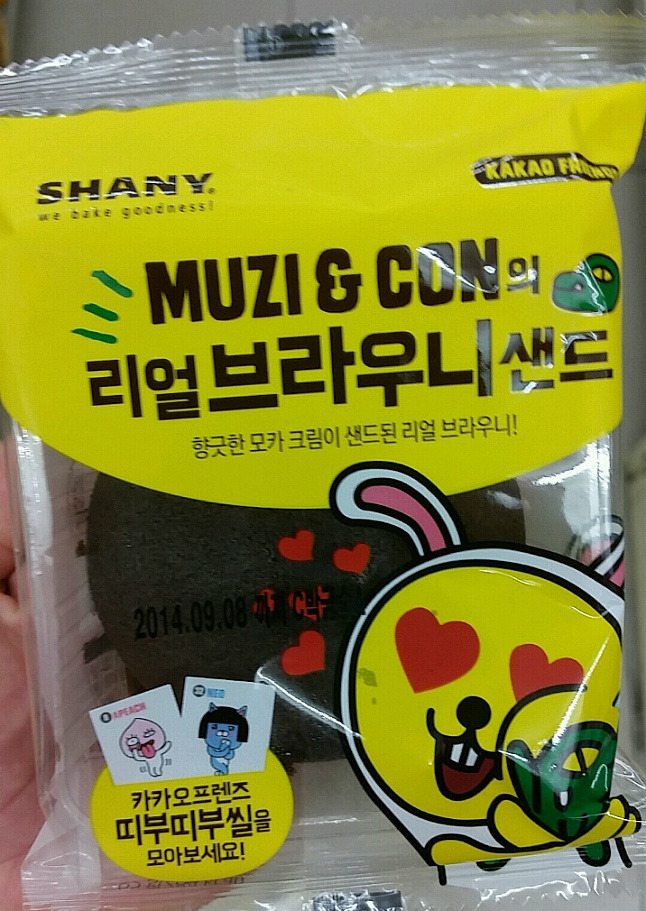 SHANY
we bake goodness!
KAKAO FRIENDS
MUZI & CON의
리얼브라우니샌드
향긋한 모카 크림이 샌드된 리얼 브라우니!
2014.09.08 까지
APEACH
NEO
카카오프렌즈
띠부띠부씰을
모아보세요!